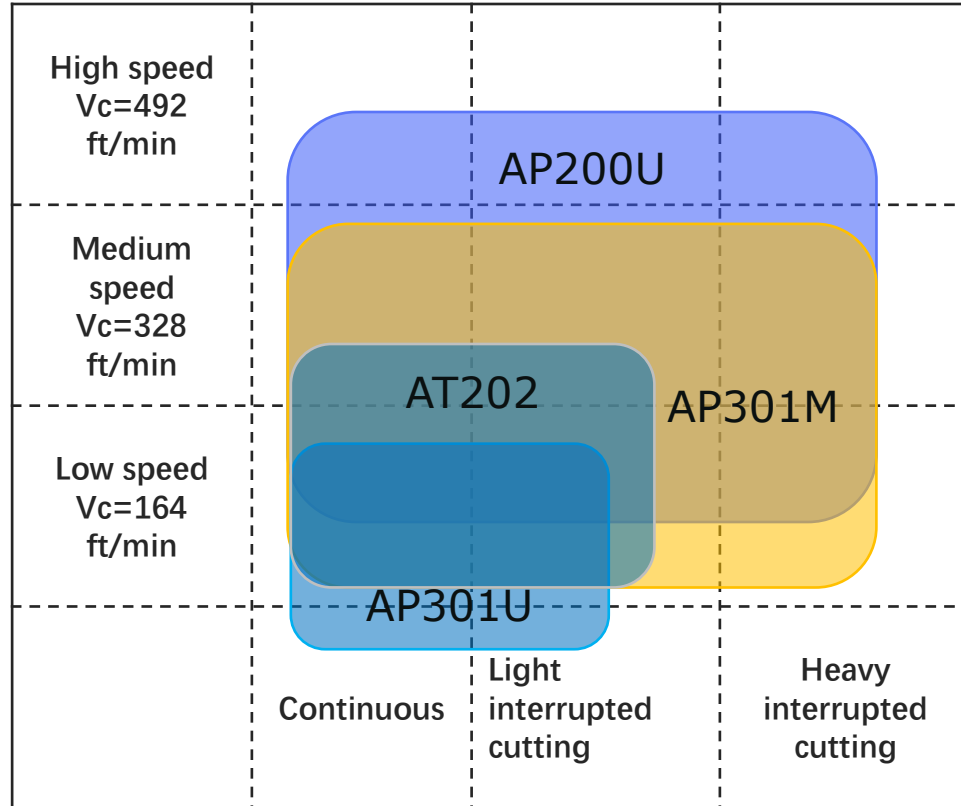 High speed
Vc=492
ft/min
AP200U
Medium
speed
Vc=328
ft/min
AT202
AP301M
Low speed
Vc=164
ft/min
AP301U
Continuous
Light
interrupted
cutting
Heavy
interrupted
cutting